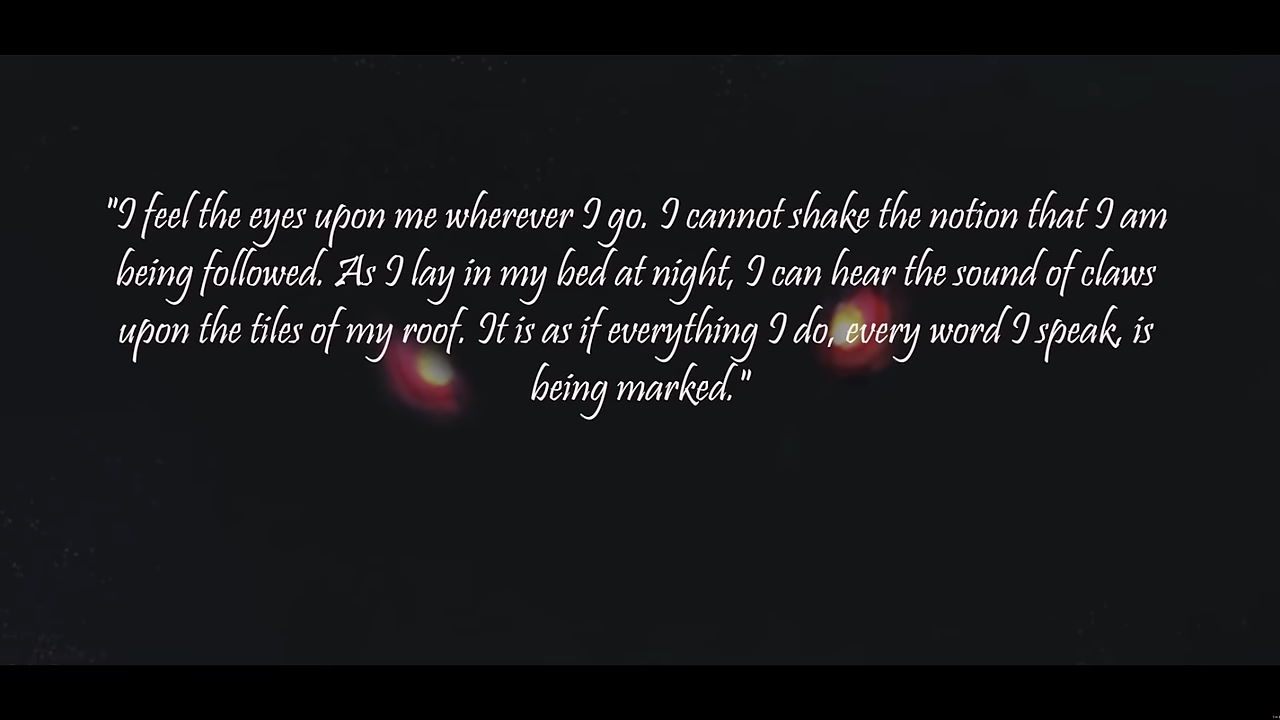 "I feel the eyes upon me wherever I go. I cannot shake the notion that I am
being followed. As I lay in my bed at night, I can hear the sound of claws
upon the tiles of my roof. It is as if everything I do, every word I speak, is
being marked."